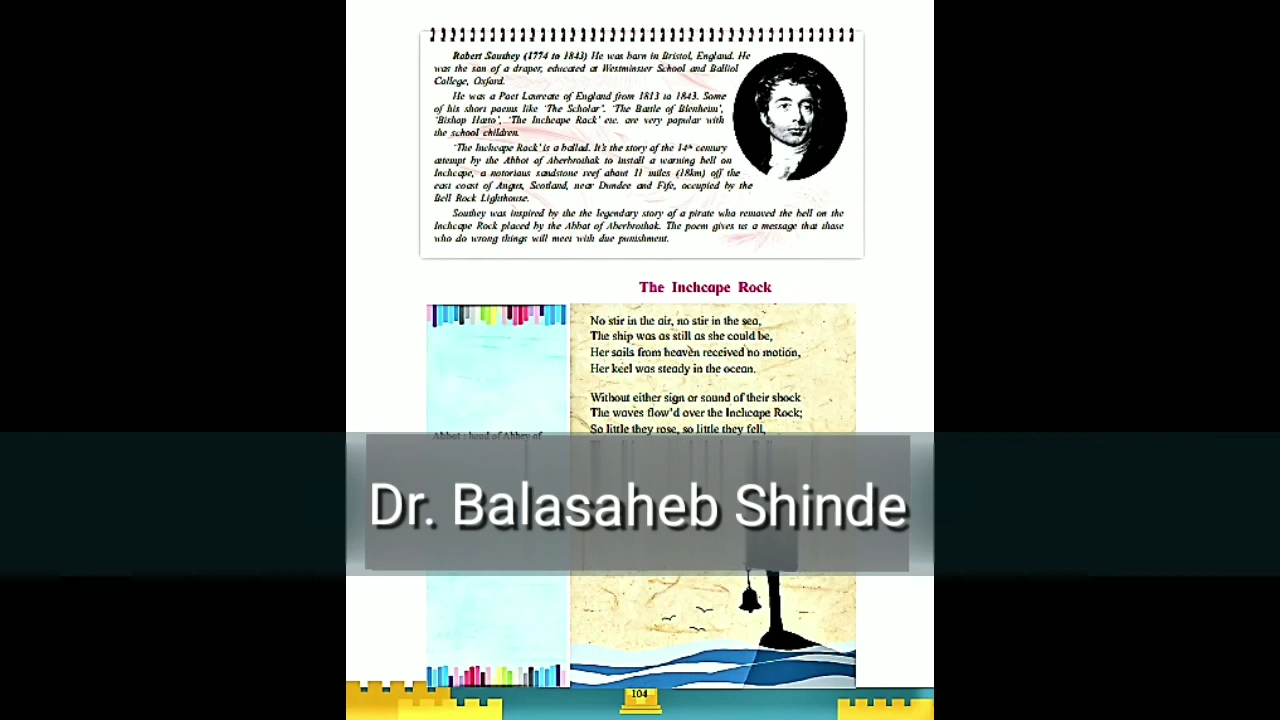 Robert Southey (1774 to 1843) He was born in Bristol, England. He
was the son of a draper, educated at Westminster School and Balliol
College, Oxford.
He was a Poet Laureate of England from 1813 to 1843. Some
of his short poems like 'The Scholar'. 'The Battle of Blenheim',
'Bishop Hatto', 'The Inchcape Rock' etc. are very popular with
the school children.
'The Inchcape Rock' is a ballad. It's the story of the 14th century
attempt by the Abbot of Aberbrothok to install a warning bell on
Inchcape, a notorious sandstone reef about 11 miles (18km) off the
east coast of Angus, Scotland, near Dundee and Fife, occupied by the
Bell Rock Lighthouse.
Southey was inspired by the the legendary story of a pirate who removed the bell on the
Inchcape Rock placed by the Abbot of Aberbrothok. The poem gives us a message that those
who do wrong things will meet with due punishment.
The Inchcape Rock
No stir in the air, no stir in the sea,
The ship was as still as she could be,
Her sails from heaven received no motion,
Her keel was steady in the ocean.
Without either sign or sound of their shock
The waves flow'd over the Inchcape Rock;
So little they rose, so little they fell,
Abbot : head of Abbey of
Dr. Balasaheb Shinde
104